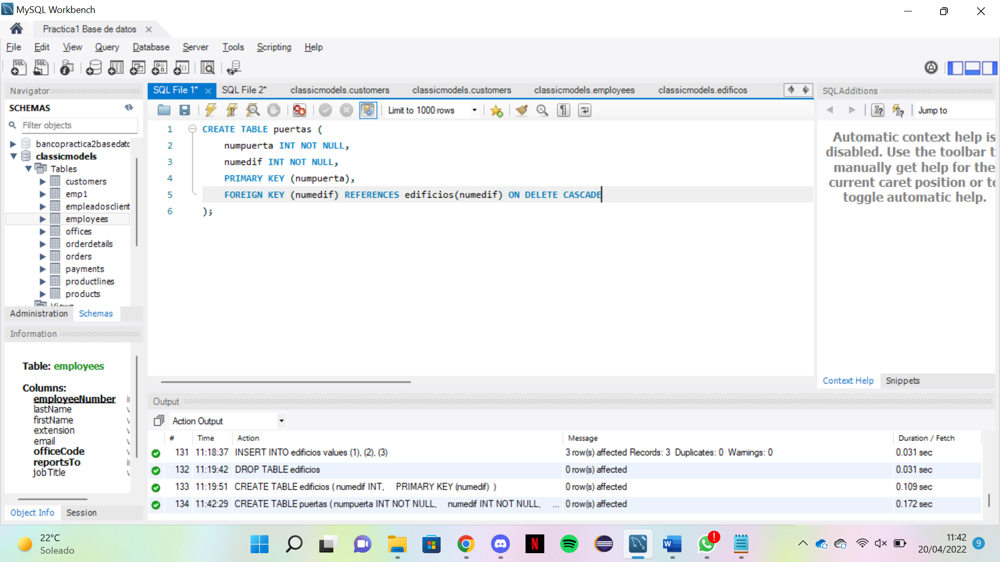 MySQL Workbench
Practica1 Base de datos
File Edit View Query Database Server Tools Scripting Help
Navigator
SCHEMAS
Filter objects
bancopractica2basedatc
classicmodels
Tables
customers
emp1
empleadosclient
employees
offices
orderdetails
orders
payments
productlines
products
Views
Administration Schemas
Information
Table: employees
Columns:
employeeNumber
lastName
firstName
extension
email
officeCode
reportsTo
jobTitle
Object Info Session
SQL File 1* SQL File 2* classicmodels.customers classicmodels.customers classicmodels.employees classicmodels.edificos
Limit to 1000 rows
1 CREATE TABLE puertas (
2 numpuerta INT NOT NULL,
3 numedif INT NOT NULL,
4 PRIMARY KEY (numpuerta),
5 FOREIGN KEY (numedif) REFERENCES edificios(numedif) ON DELETE CASCADE
6 );
SQLAdditions
Jump to
Automatic context help is
disabled. Use the toolbar t
manually get help for the
current caret position or to
toggle automatic help.
Context Help Snippets
Output
Action Output
# Time Action Message Duration / Fetch
131 11:18:37 INSERT INTO edificios values (1), (2), (3) 3 row(s) affected Records: 3 Duplicates: 0 Warnings: 0 0.031 sec
132 11:19:42 DROP TABLE edificios 0 row(s) affected 0.031 sec
133 11:19:51 CREATE TABLE edificios ( numedif INT, PRIMARY KEY (numedif) ) 0 row(s) affected 0.109 sec
134 11:42:29 CREATE TABLE puertas ( numpuerta INT NOT NULL, numedif INT NOT NULL, ... 0 row(s) affected 0.172 sec
22°C
Soleado
11:42
20/04/2022
9